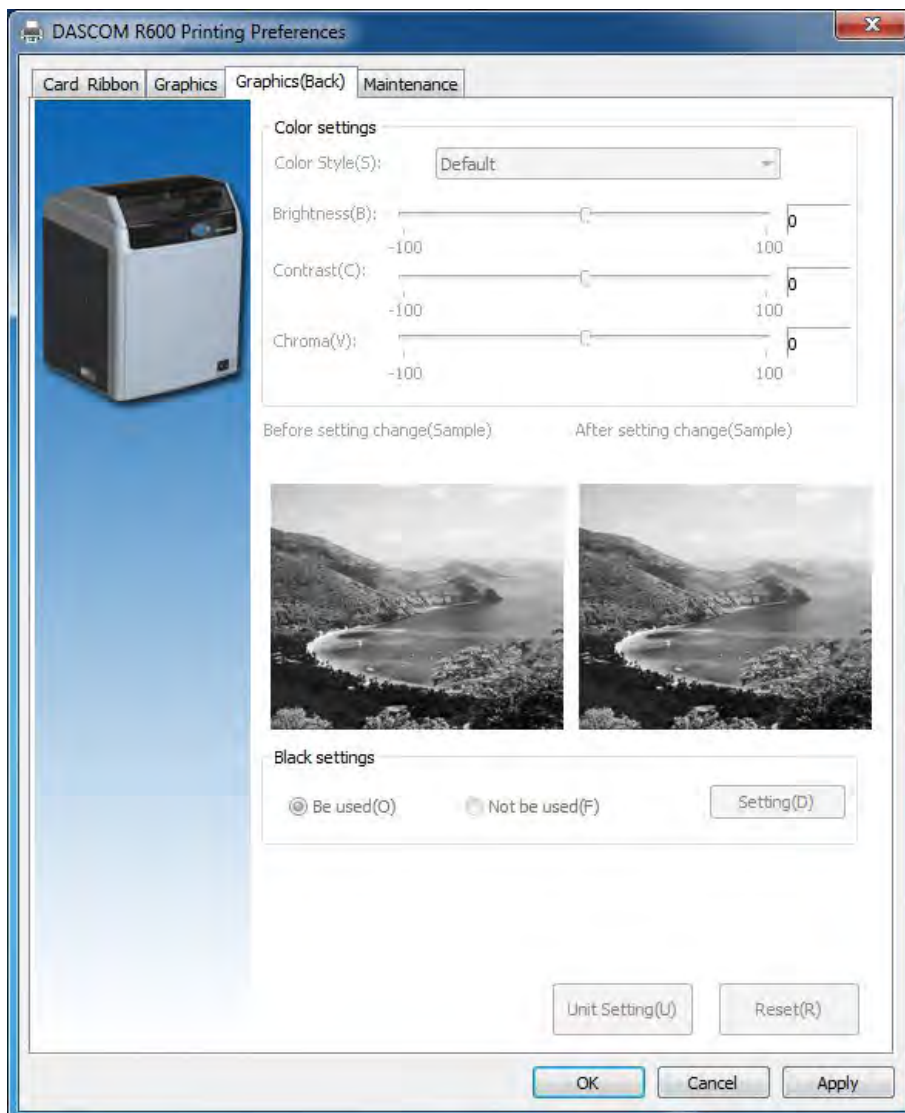 DASCOM R600 Printing Preferences
Card Ribbon Graphics Graphics(Back) Maintenance
Color settings
Color Style(S): Default
Brightness(B): 0
-100 100
Contrast(C): 0
-100 100
Chroma(V): 0
-100 100
Before setting change(Sample) After setting change(Sample)
Black settings
Be used(O) Not be used(F) Setting(D)
Unit Setting(U) Reset(R)
OK Cancel Apply